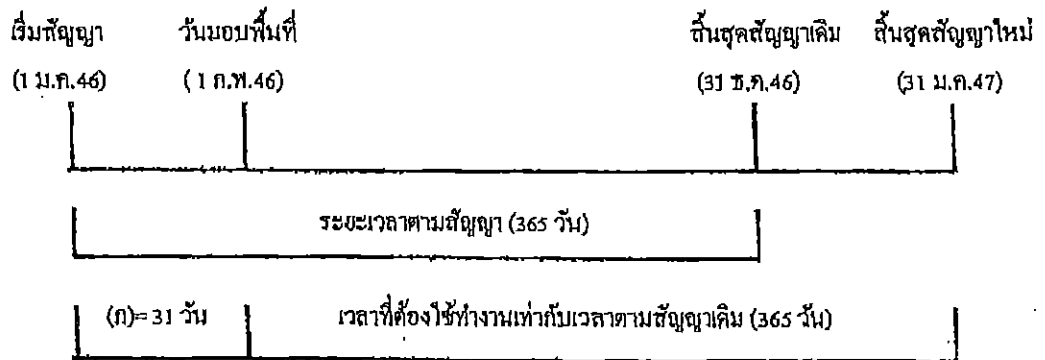 เริ่มสัญญา วันมอบพื้นที่ สิ้นสุดสัญญาเดิม สิ้นสุดสัญญาใหม่
(1 ม.ค.46) (1 ก.พ.46) (31 ธ.ค.46) (31 ม.ค.47)
ระยะเวลาตามสัญญา (365 วัน)
(ก)= 31 วัน เวลาที่ต้องใช้ทำงานเท่ากับเวลาตามสัญญาเดิม (365 วัน)